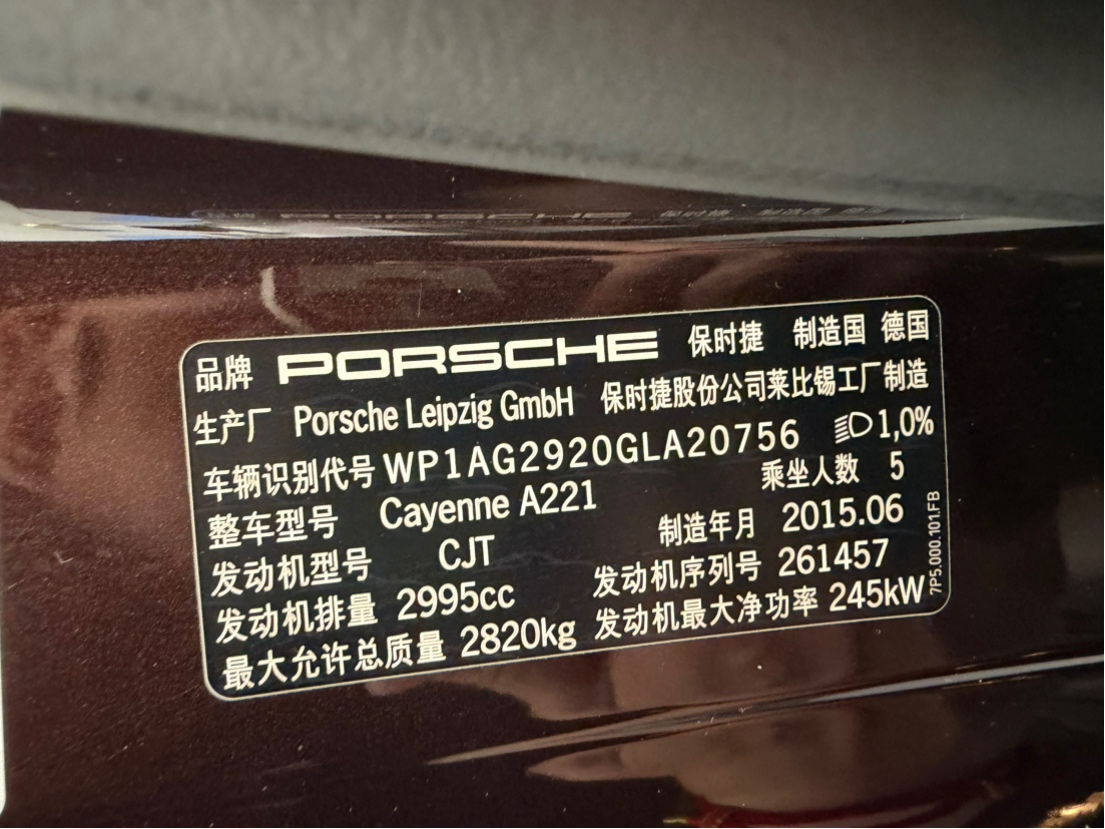 品牌 PORSCHE 保时捷 制造国 德国
生产厂 Porsche Leipzig GmbH 保时捷股份公司莱比锡工厂制造
车辆识别代号 WP1AG2920GLA20756 1,0%
整车型号 Cayenne A221 乘坐人数 5
发动机型号 CJT 制造年月 2015.06
发动机排量 2995cc 发动机序列号 261457
最大允许总质量 2820kg 发动机最大净功率 245kW
7P5.000.101.FB